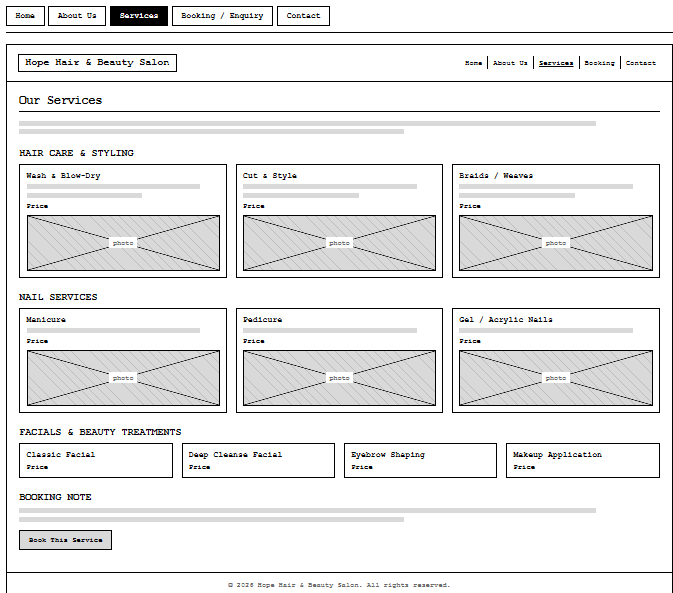 Home About Us Services Booking / Enquiry Contact
Hope Hair & Beauty Salon Home About Us Services Booking Contact
Our Services
HAIR CARE & STYLING
Wash & Blow-Dry Cut & Style Braids / Weaves
Price Price Price
photo photo photo
NAIL SERVICES
Manicure Pedicure Gel / Acrylic Nails
Price Price Price
photo photo photo
FACIALS & BEAUTY TREATMENTS
Classic Facial Deep Cleanse Facial Eyebrow Shaping Makeup Application
Price Price Price Price
BOOKING NOTE
Book This Service
© 2026 Hope Hair & Beauty Salon. All rights reserved.